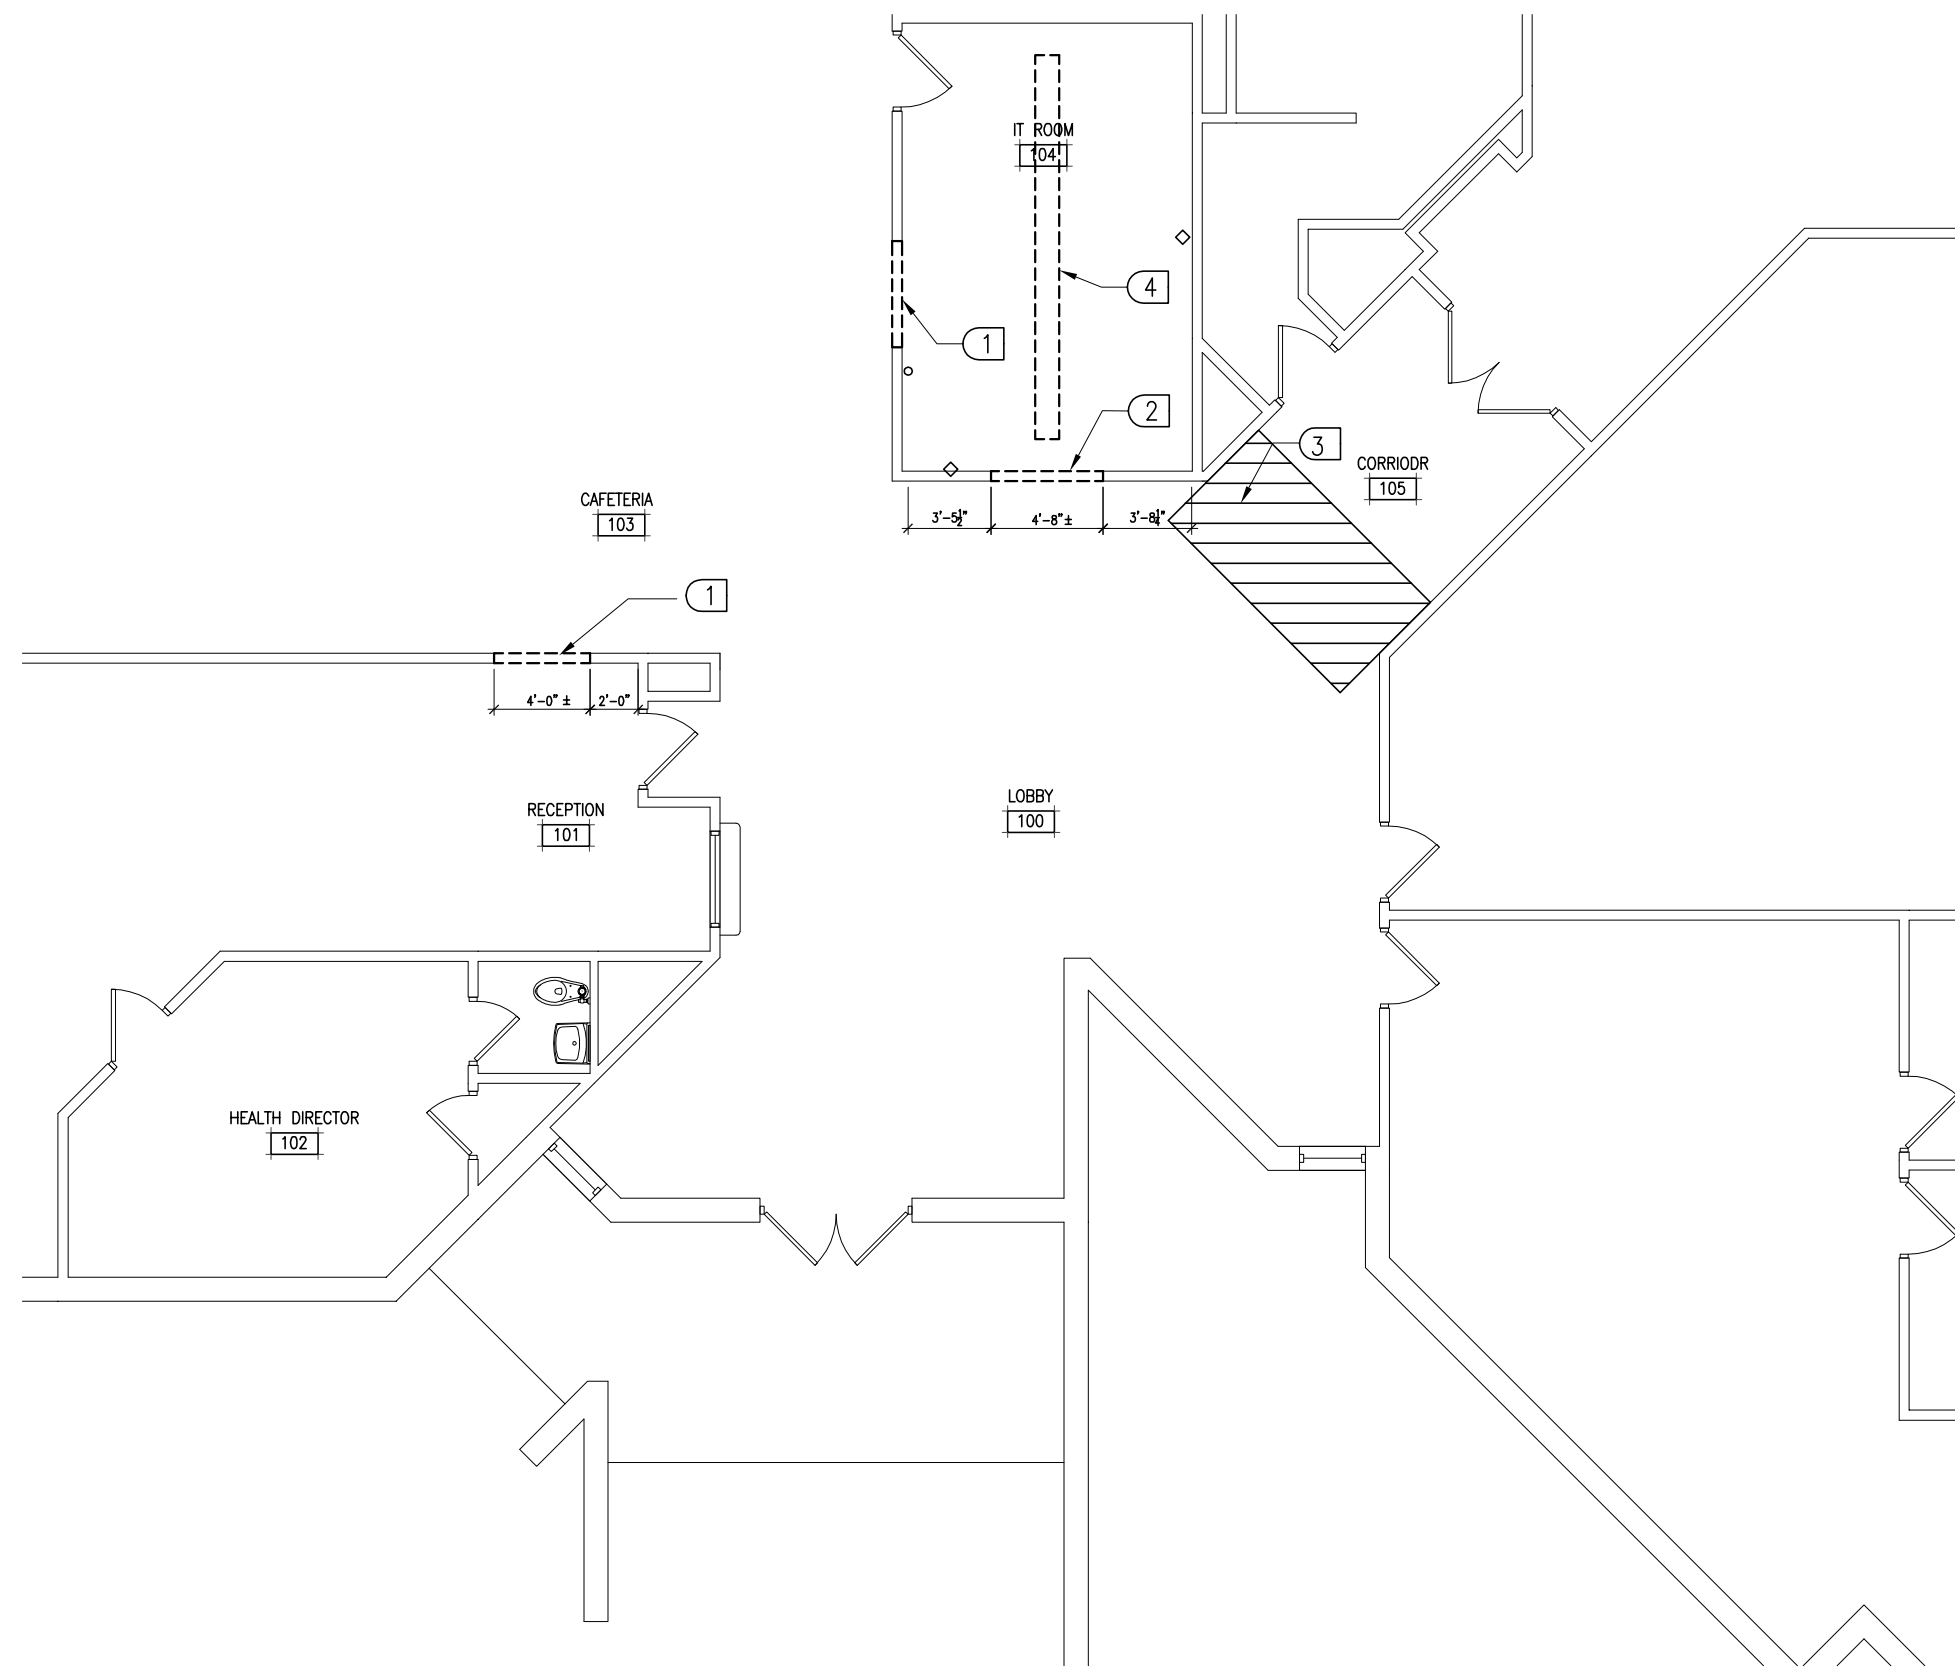 IT ROOM
104
4
1
2
3
CORRIODR
105
CAFETERIA
103
3'-5½"
4'-8"±
3'-8¼"
1
4'-0" ±
2'-0"
LOBBY
100
RECEPTION
101
HEALTH DIRECTOR
102